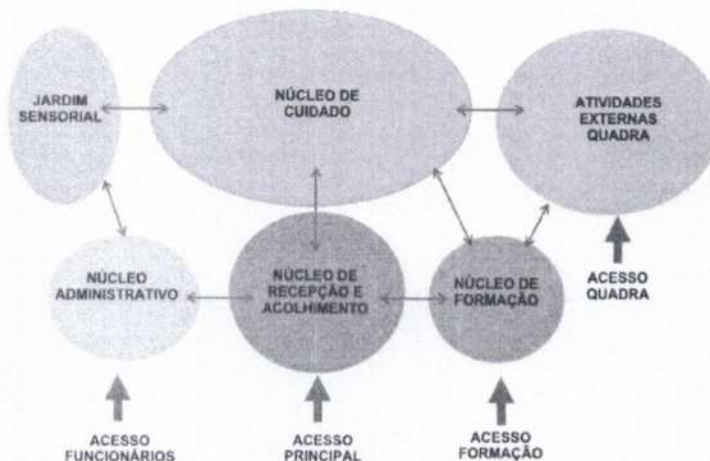 JARDIM
SENSORIAL
NÚCLEO DE
CUIDADO
ATIVIDADES
EXTERNAS
QUADRA
NÚCLEO
ADMINISTRATIVO
NÚCLEO DE
RECEPÇÃO E
ACOLHIMENTO
NÚCLEO DE
FORMAÇÃO
ACESSO
QUADRA
ACESSO
FUNCIONÁRIOS
ACESSO
PRINCIPAL
ACESSO
FORMAÇÃO